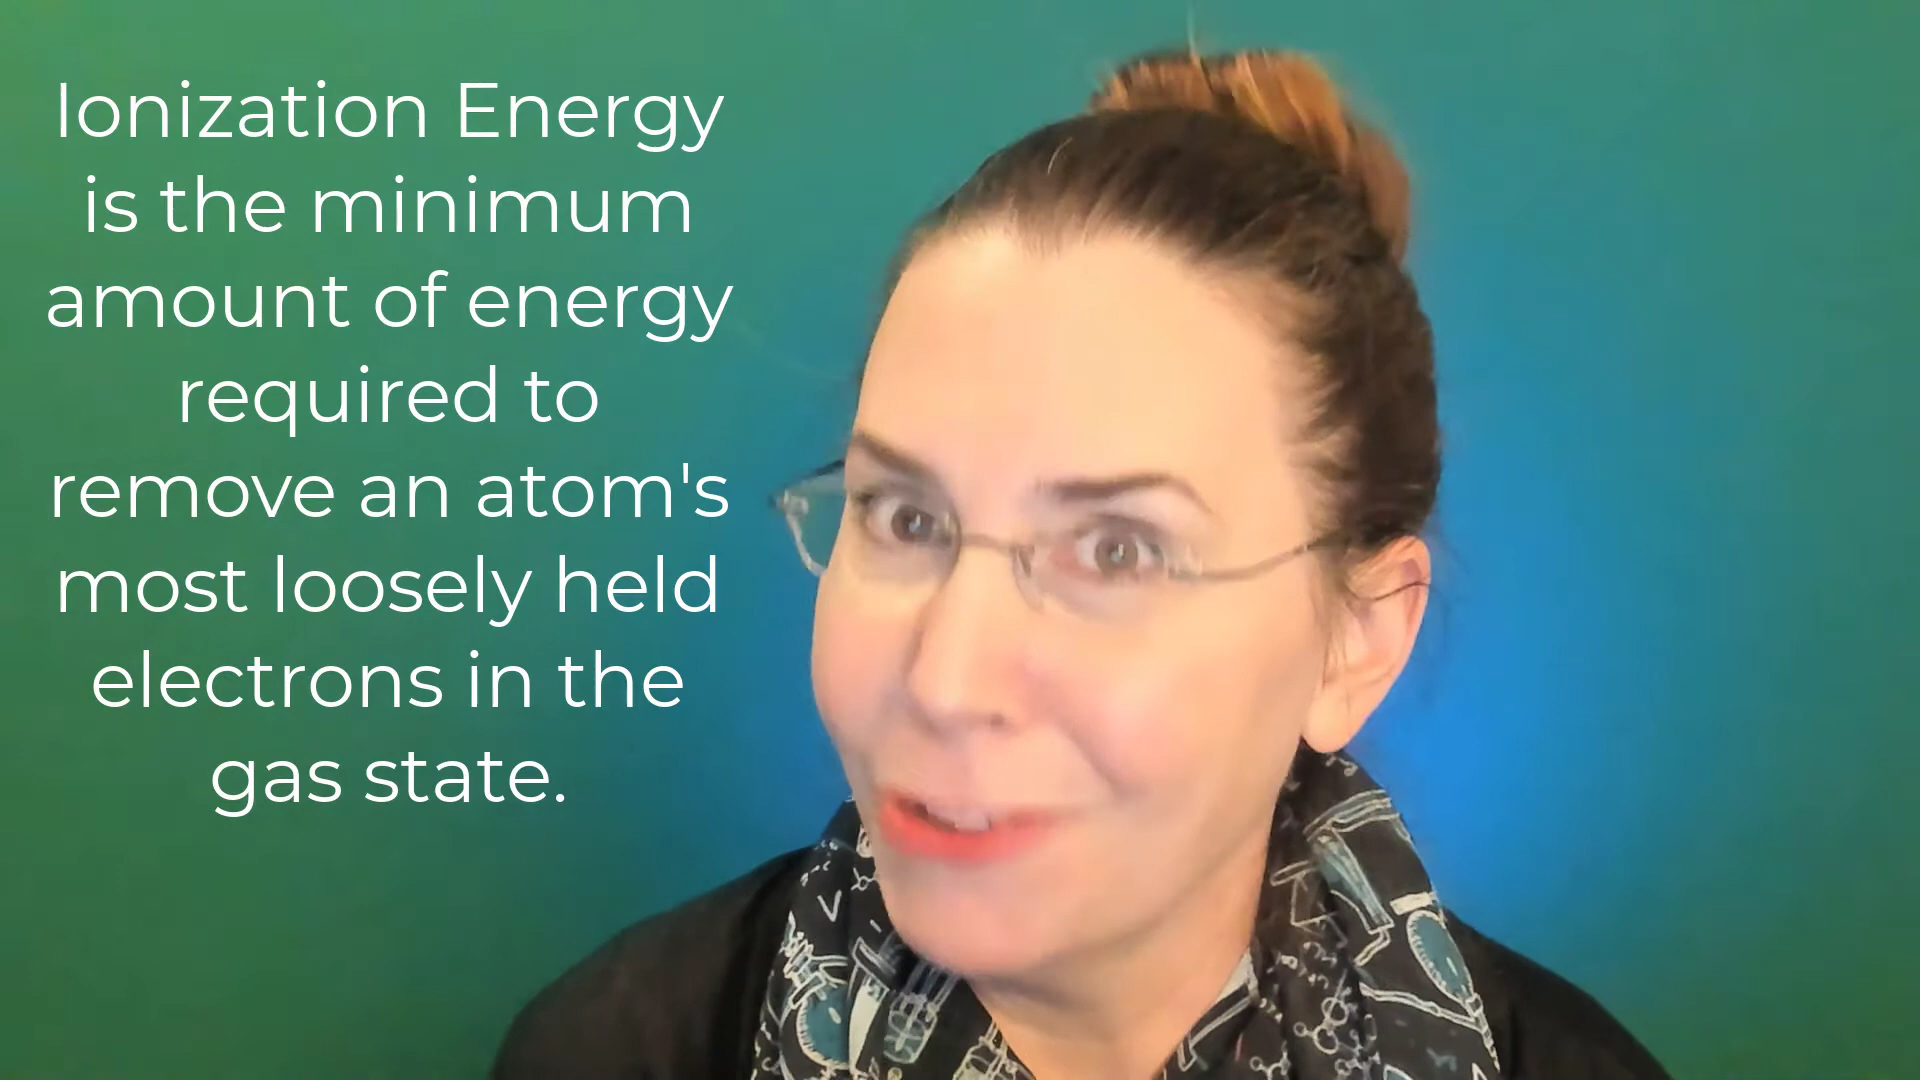 Ionization Energy
is the minimum
amount of energy
required to
remove an atom's
most loosely held
electrons in the
gas state.